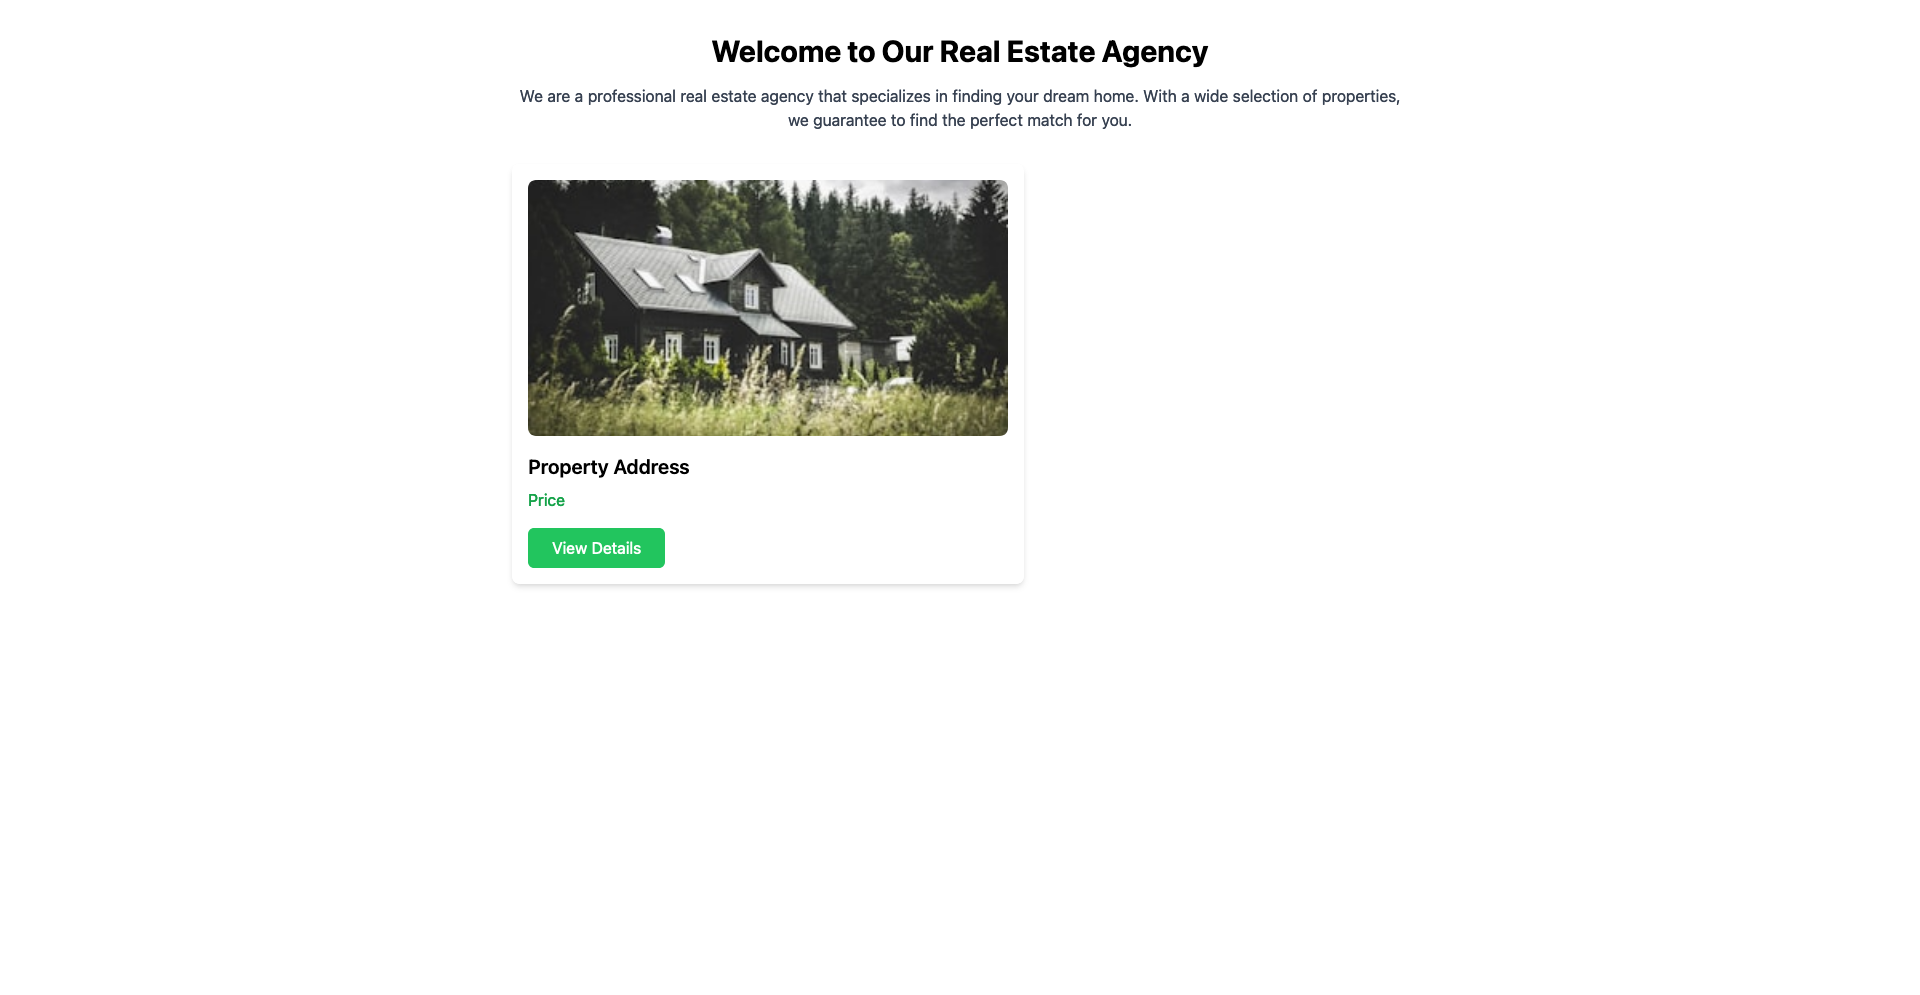 Welcome to Our Real Estate Agency
We are a professional real estate agency that specializes in finding your dream home. With a wide selection of properties,
we guarantee to find the perfect match for you.
Property Address
Price
View Details